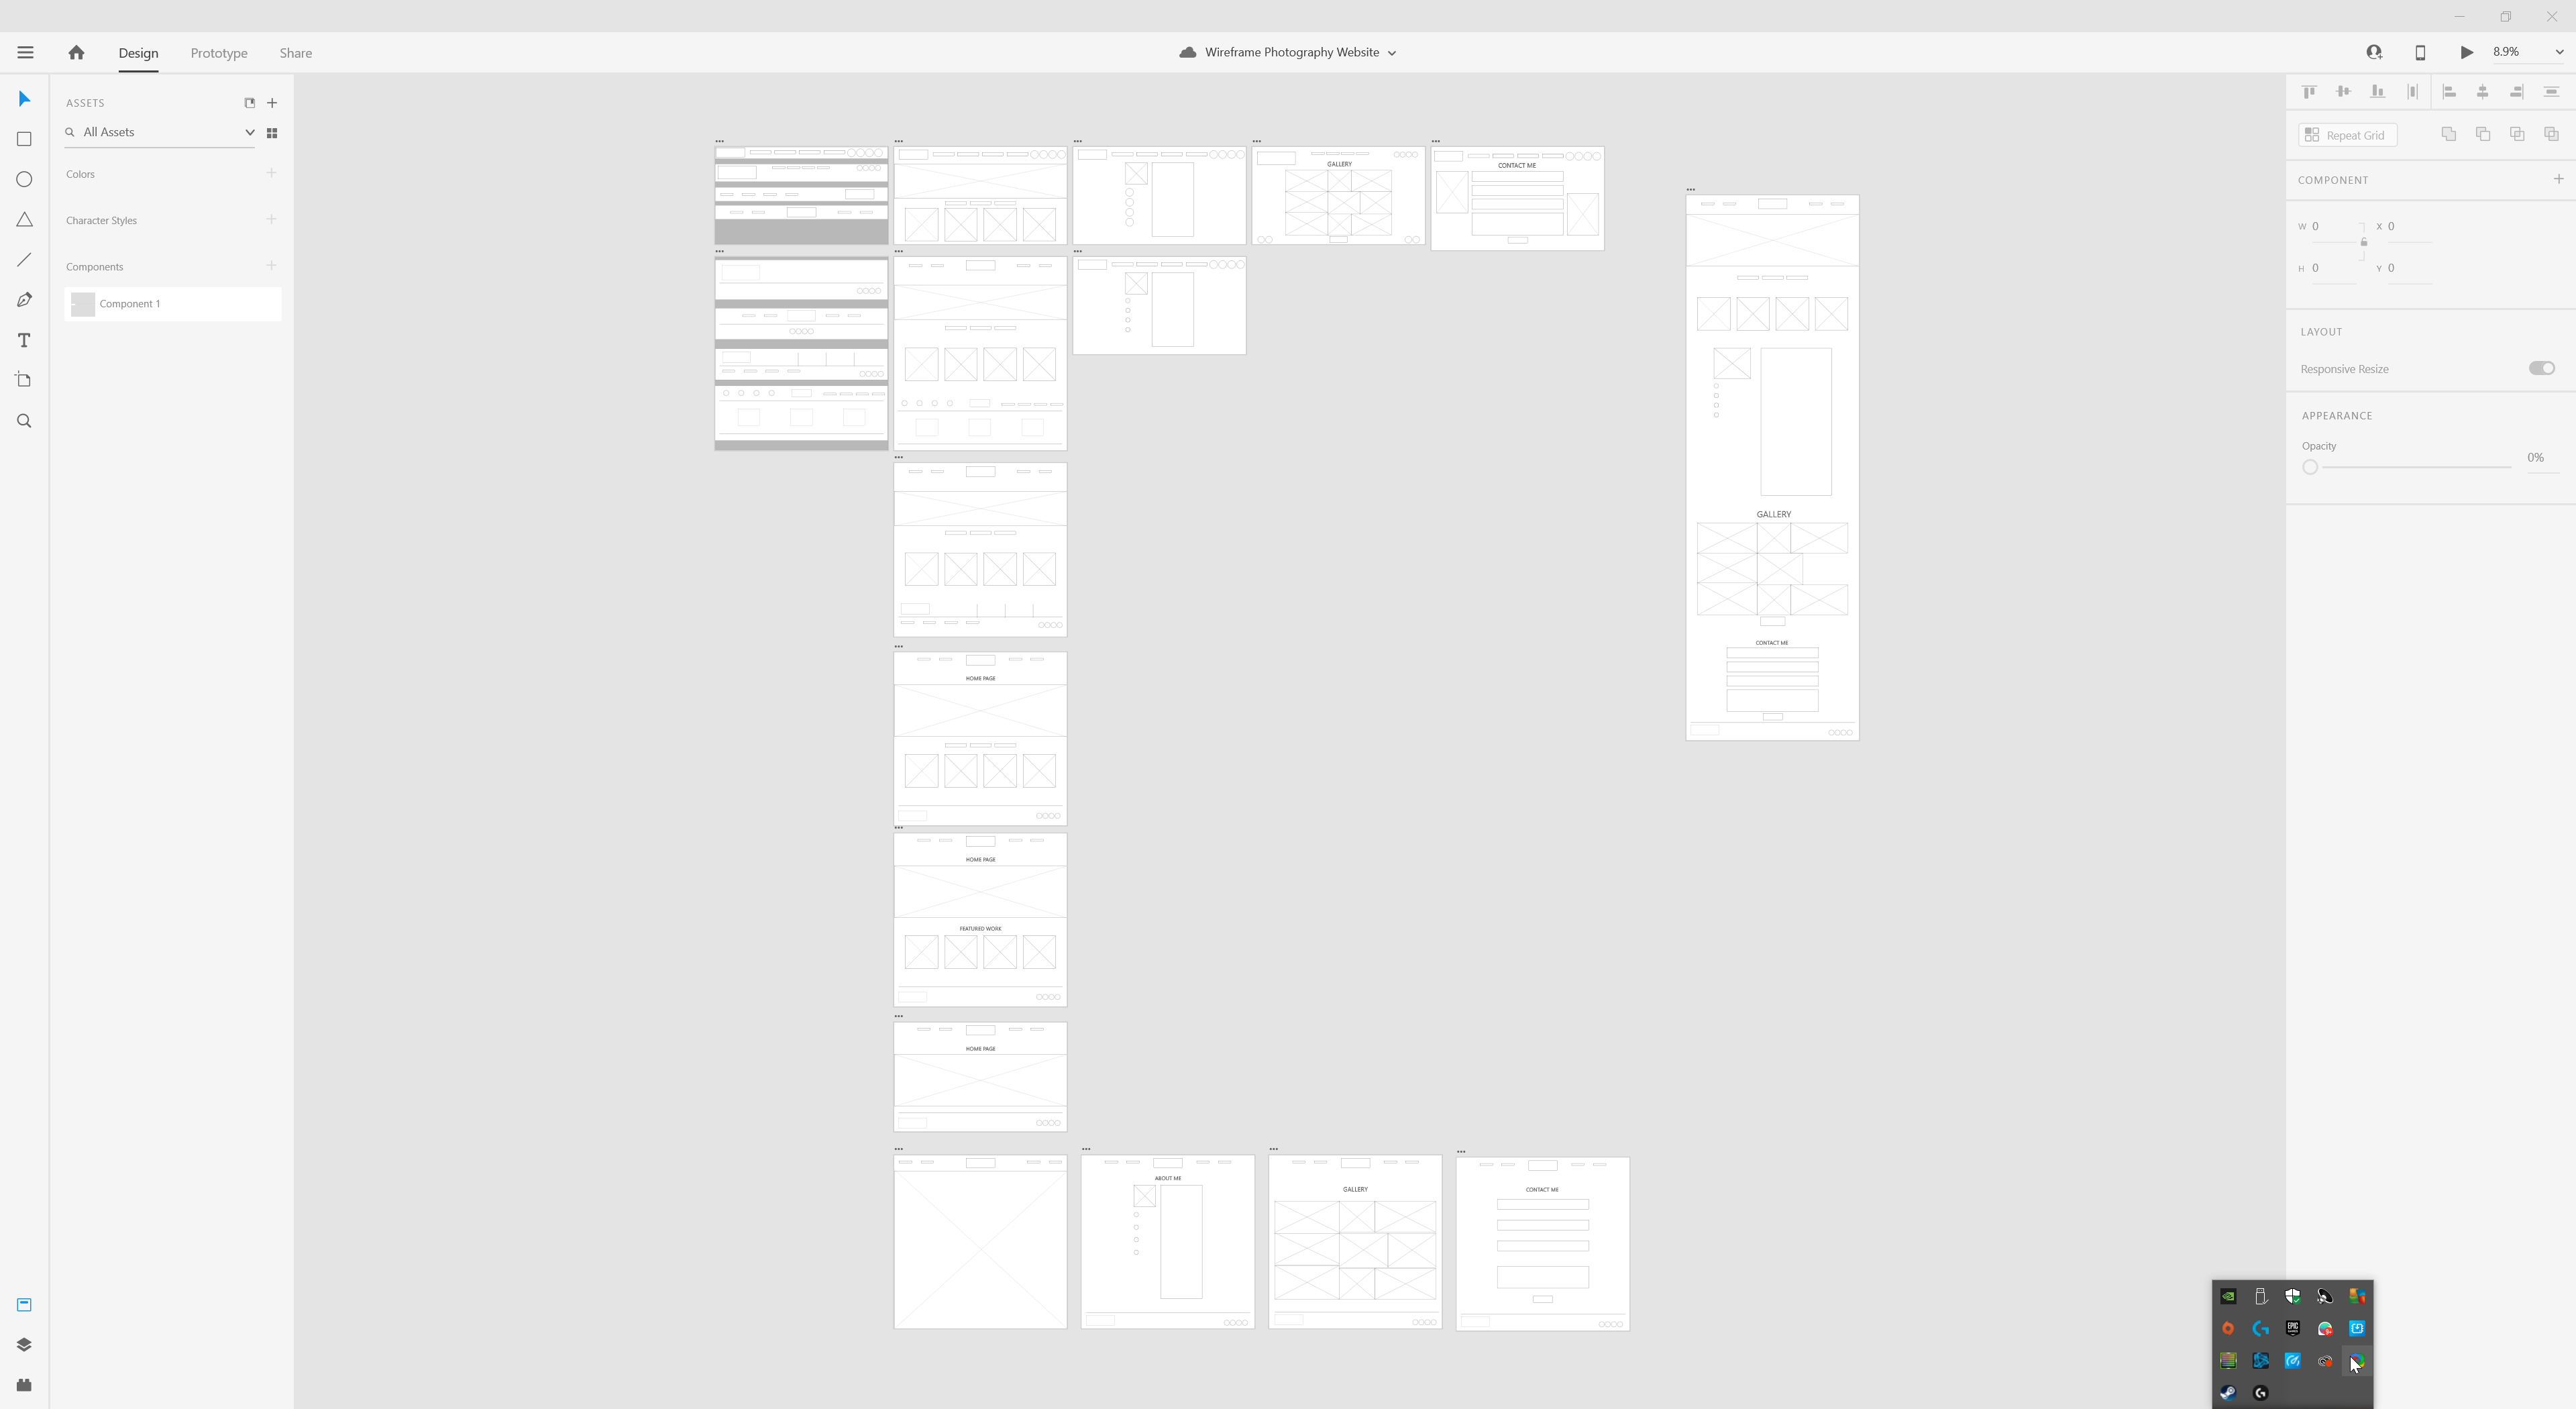 Design Prototype Share
Wireframe Photography Website
8.9%
ASSETS
All Assets
Colors
Character Styles
Components
Component 1
Repeat Grid
COMPONENT
W 0 X 0
H 0 Y 0
LAYOUT
Responsive Resize
APPEARANCE
Opacity
0%
GALLERY
CONTACT ME
GALLERY
CONTACT ME
HOME PAGE
HOME PAGE
FEATURED WORK
HOME PAGE
ABOUT ME
GALLERY
CONTACT ME
EPIC